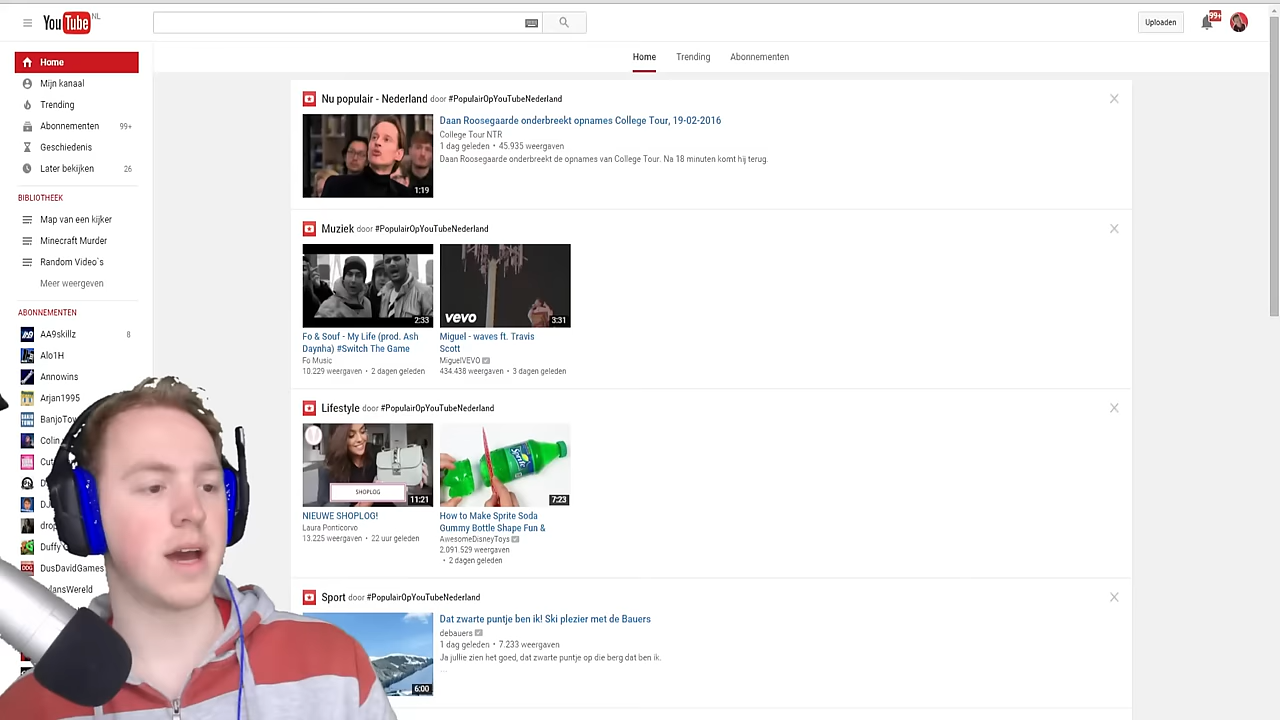 YouTube NL
Uploaden
99+
Home
Trending
Abonnementen
Home
Mijn kanaal
Trending
Abonnementen 99+
Geschiedenis
Later bekijken 26
BIBLIOTHEEK
Map van een kijker
Minecraft Murder
Random Video`s
Meer weergeven
ABONNEMENTEN
AA9skillz 8
Alo1H
Annowins
Arjan1995
DusDavidGames
Nu populair - Nederland door #PopulairOpYouTubeNederland
1:19
Daan Roosegaarde onderbreekt opnames College Tour, 19-02-2016
College Tour NTR
1 dag geleden • 45.935 weergaven
Daan Roosegaarde onderbreekt de opnames van College Tour. Na 18 minuten komt hij terug.
Muziek door #PopulairOpYouTubeNederland
2:33
Fo & Souf - My Life (prod. Ash
Daynha) #Switch The Game
Fo Music
10.229 weergaven • 2 dagen geleden
vevo
3:31
Miguel - waves ft. Travis
Scott
MiguelVEVO
434.438 weergaven • 3 dagen geleden
Lifestyle door #PopulairOpYouTubeNederland
SHOPLOG
11:21
NIEUWE SHOPLOG!
Laura Ponticorvo
13.225 weergaven • 22 uur geleden
Sprite
7:23
How to Make Sprite Soda
Gummy Bottle Shape Fun &
AwesomeDisneyToys
2.091.529 weergaven
• 2 dagen geleden
Sport door #PopulairOpYouTubeNederland
6:00
Dat zwarte puntje ben ik! Ski plezier met de Bauers
debauers
1 dag geleden • 7.233 weergaven
Ja jullie zien het goed, dat zwarte puntje op die berg dat ben ik.
...